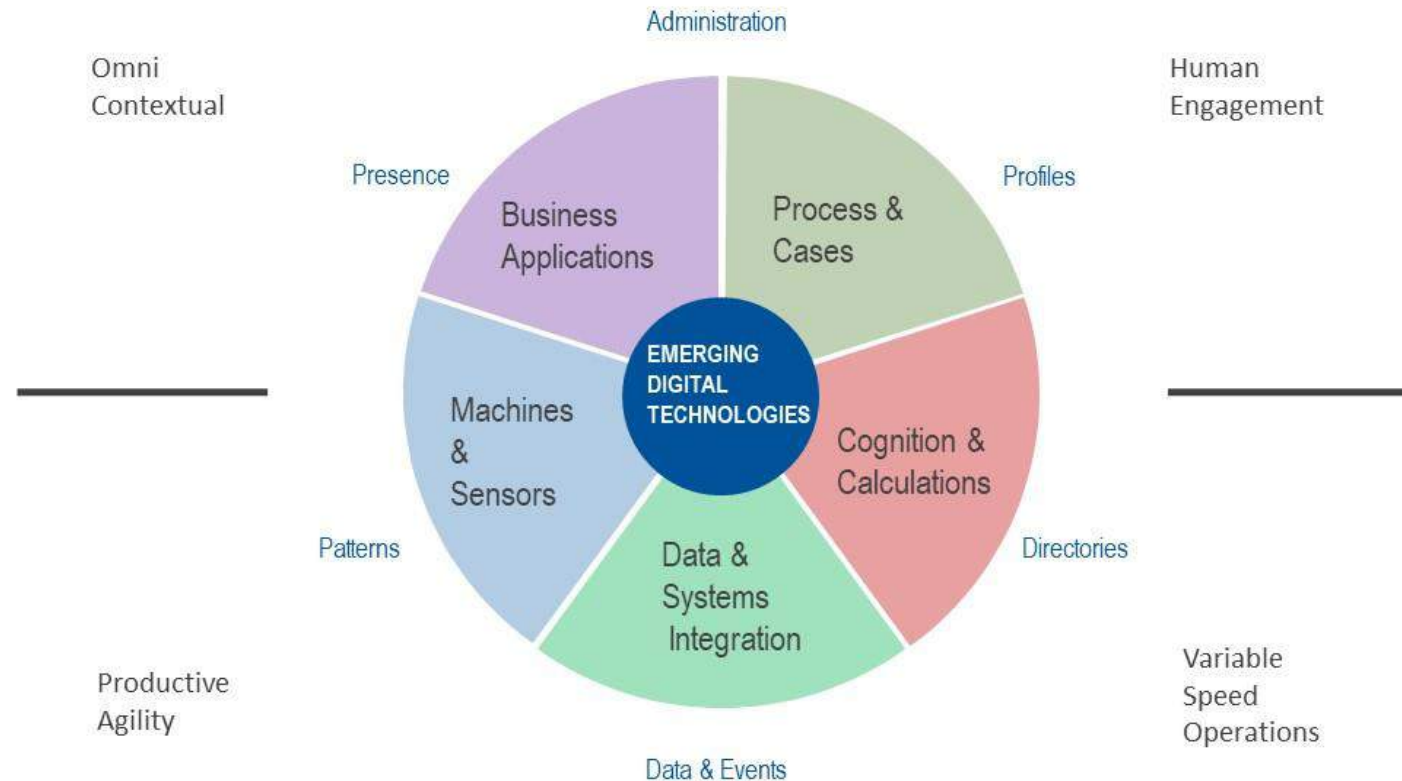 Administration
Omni
Contextual
Human
Engagement
Presence
Profiles
Business
Applications
Process &
Cases
EMERGING
DIGITAL
TECHNOLOGIES
Machines
&
Sensors
Cognition &
Calculations
Patterns
Directories
Data &
Systems
Integration
Productive
Agility
Variable
Speed
Operations
Data & Events